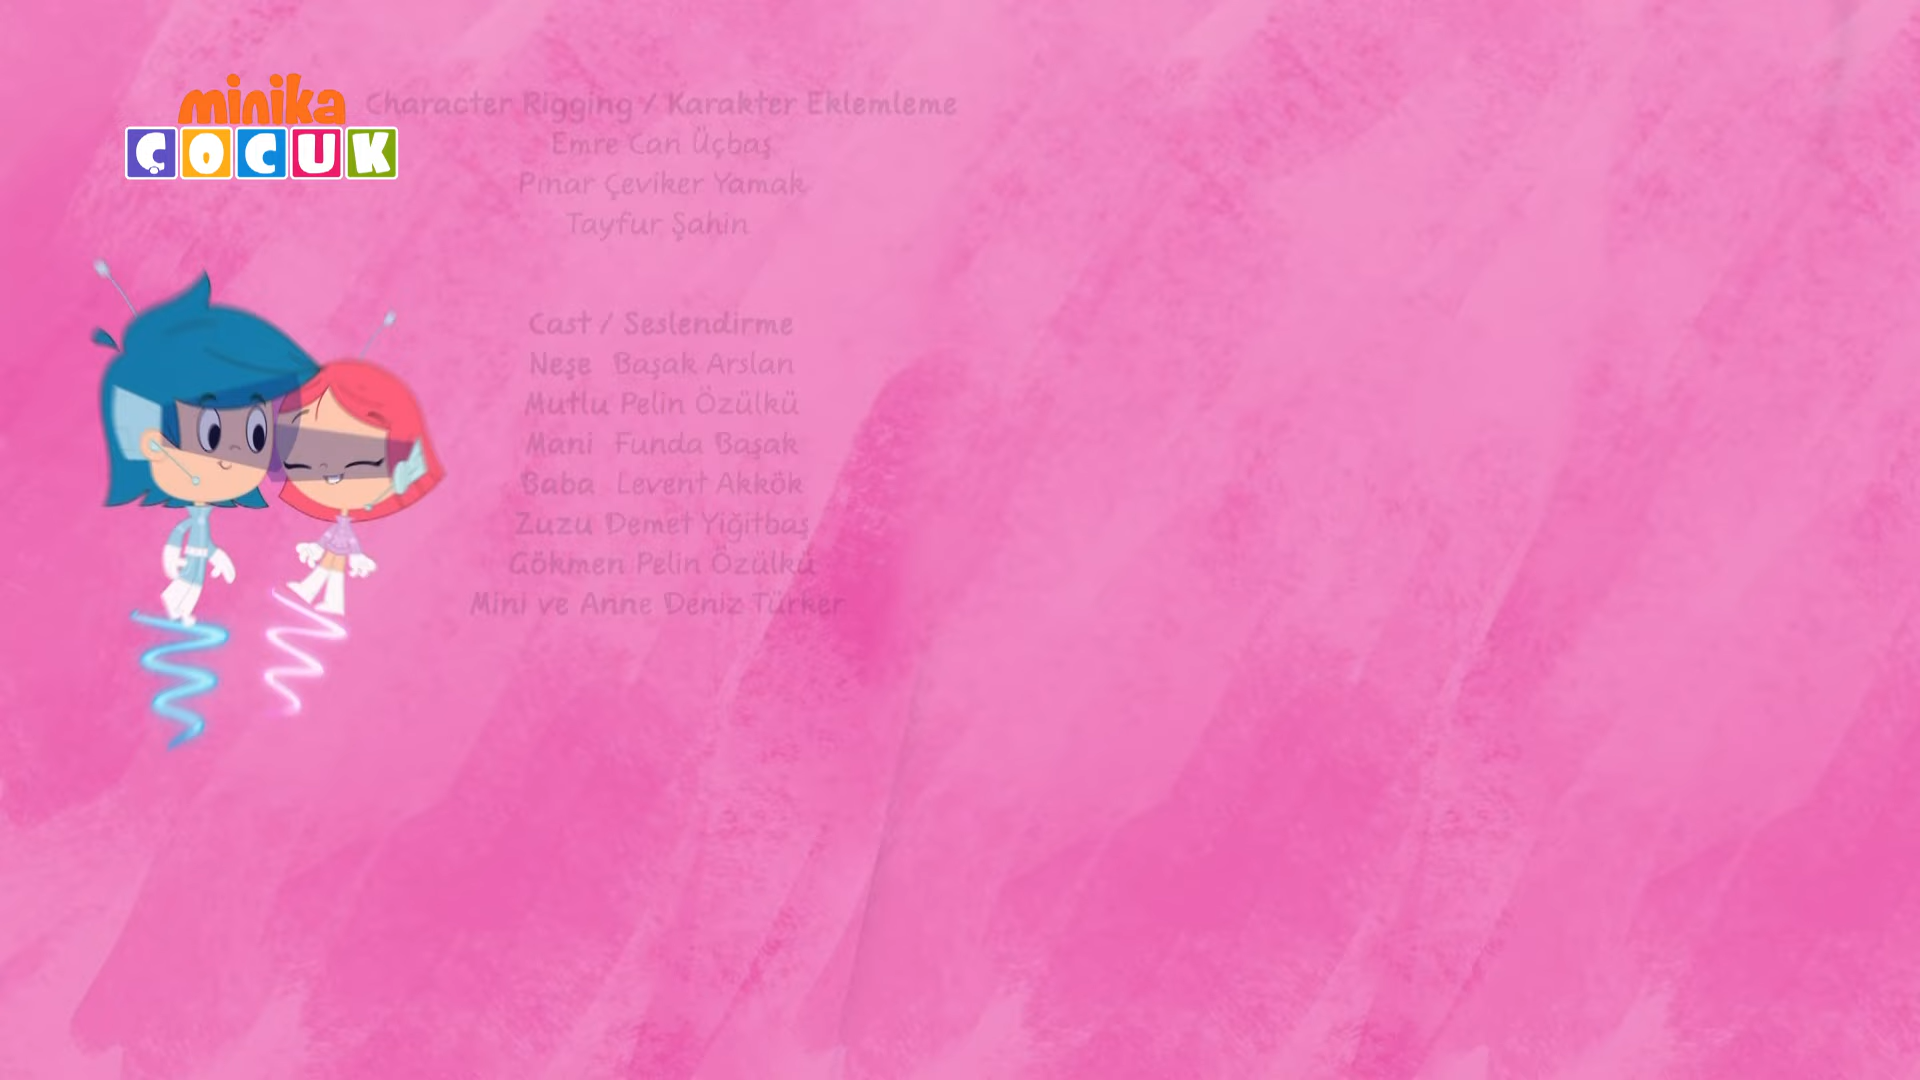 minika
ÇOCUK
Character Rigging / Karakter Eklemleme
Emre Can Üçbaş
Pınar Çeviker Yamak
Tayfur Şahin
Cast / Seslendirme
Neşe Başak Arslan
Mutlu Pelin Özülkü
Mani Funda Başak
Baba Levent Akkök
Zuzu Demet Yiğitbaş
Gökmen Pelin Özülkü
Mini ve Anne Deniz Türker